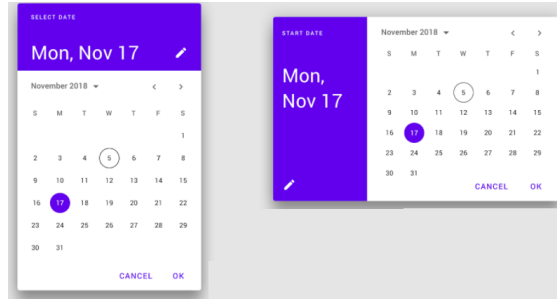 SELECT DATE
Mon, Nov 17
November 2018
S M T W T F S
1
2 3 4 5 6 7 8
9 10 11 12 13 14 15
16 17 18 19 20 21 22
23 24 25 26 27 28 29
30 31
CANCEL OK
START DATE
Mon,
Nov 17
November 2018
S M T W T F S
1
2 3 4 5 6 7 8
9 10 11 12 13 14 15
16 17 18 19 20 21 22
23 24 25 26 27 28 29
30 31
CANCEL OK